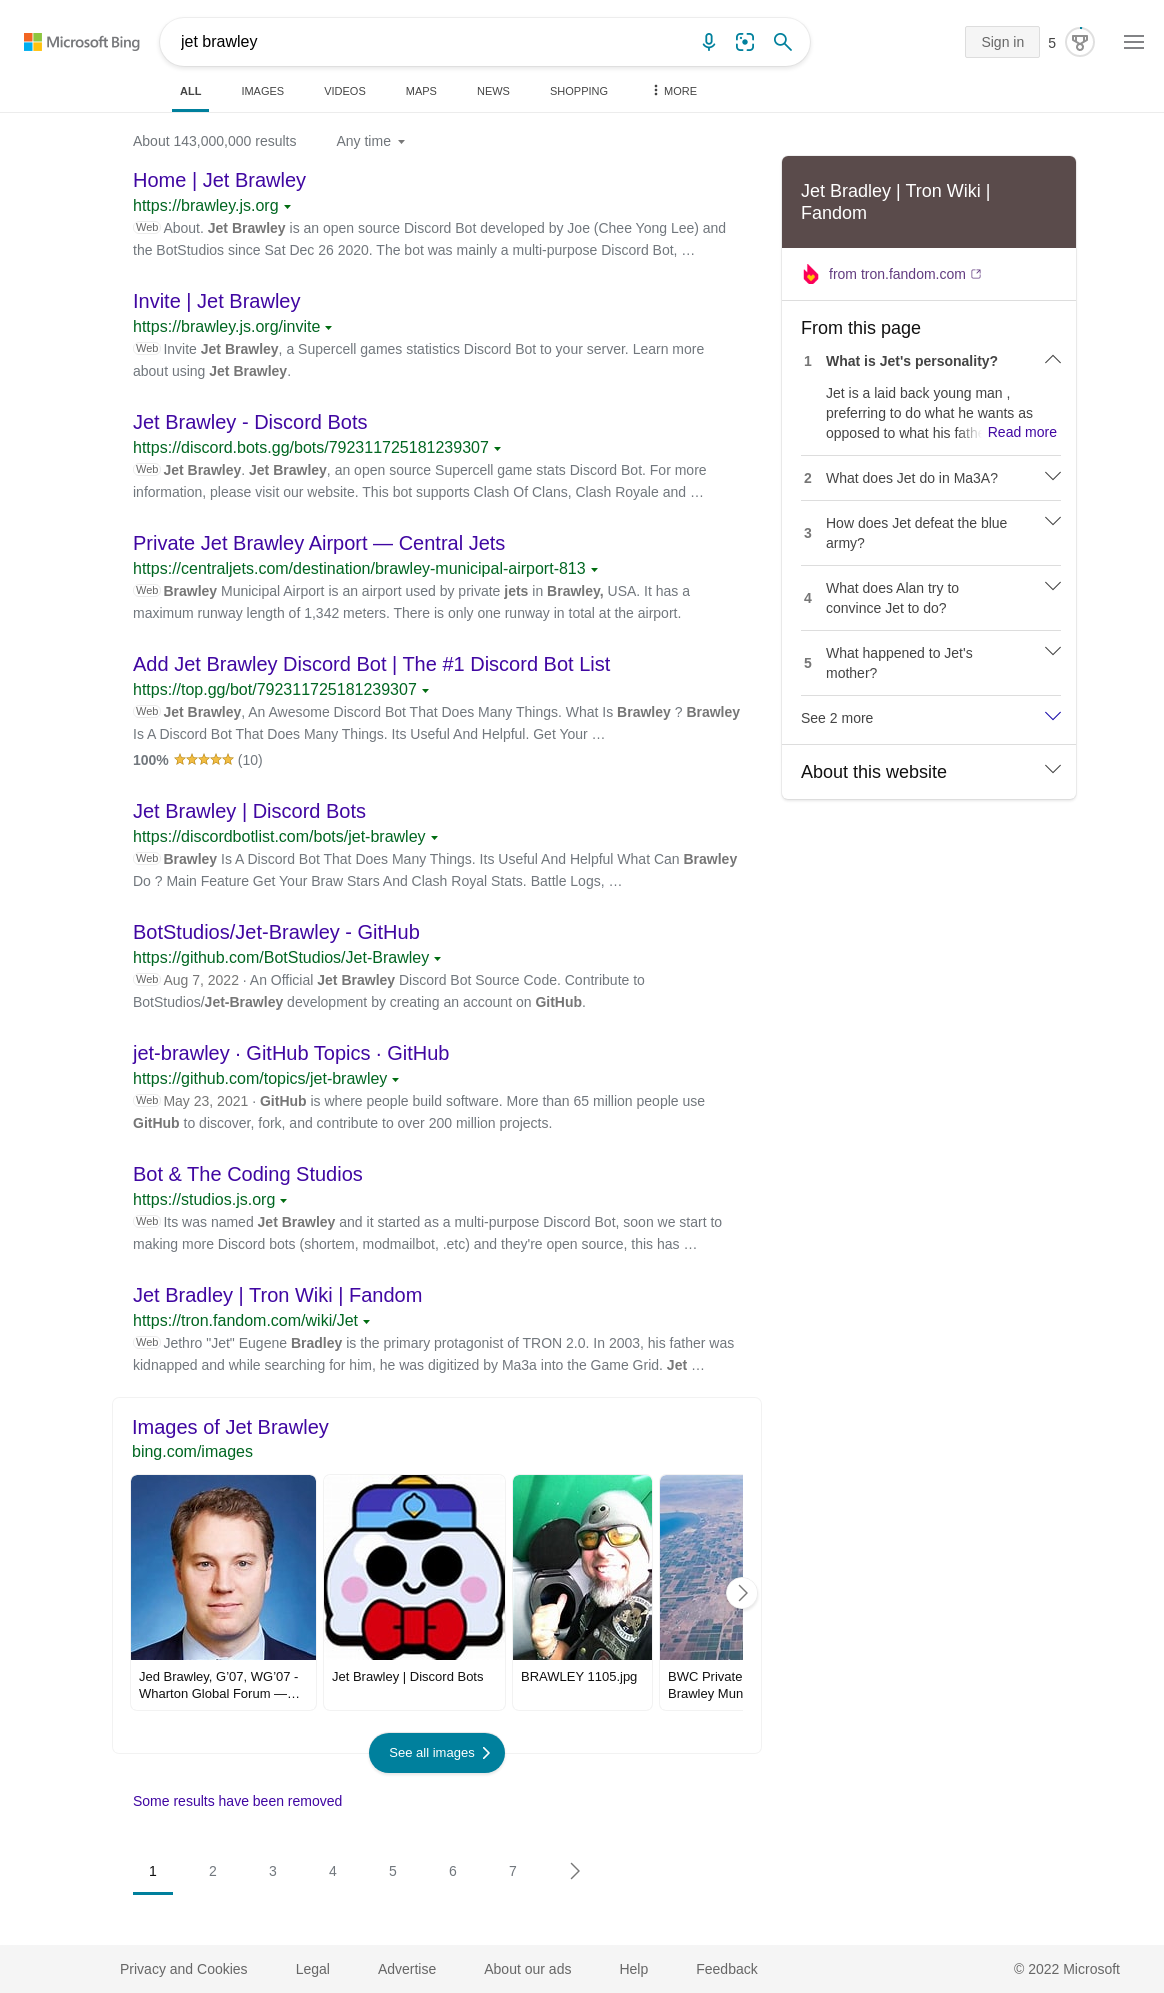 Microsoft Bing
jet brawley
Sign in
5
ALL
IMAGES
VIDEOS
MAPS
NEWS
SHOPPING
MORE
About 143,000,000 results
Any time
Home | Jet Brawley
https://brawley.js.org
Web About. Jet Brawley is an open source Discord Bot developed by Joe (Chee Yong Lee) and
the BotStudios since Sat Dec 26 2020. The bot was mainly a multi-purpose Discord Bot, …
Invite | Jet Brawley
https://brawley.js.org/invite
Web Invite Jet Brawley, a Supercell games statistics Discord Bot to your server. Learn more
about using Jet Brawley.
Jet Brawley - Discord Bots
https://discord.bots.gg/bots/792311725181239307
Web Jet Brawley. Jet Brawley, an open source Supercell game stats Discord Bot. For more
information, please visit our website. This bot supports Clash Of Clans, Clash Royale and …
Private Jet Brawley Airport — Central Jets
https://centraljets.com/destination/brawley-municipal-airport-813
Web Brawley Municipal Airport is an airport used by private jets in Brawley, USA. It has a
maximum runway length of 1,342 meters. There is only one runway in total at the airport.
Add Jet Brawley Discord Bot | The #1 Discord Bot List
https://top.gg/bot/792311725181239307
Web Jet Brawley, An Awesome Discord Bot That Does Many Things. What Is Brawley ? Brawley
Is A Discord Bot That Does Many Things. Its Useful And Helpful. Get Your …
100% (10)
Jet Brawley | Discord Bots
https://discordbotlist.com/bots/jet-brawley
Web Brawley Is A Discord Bot That Does Many Things. Its Useful And Helpful What Can Brawley
Do ? Main Feature Get Your Braw Stars And Clash Royal Stats. Battle Logs, …
BotStudios/Jet-Brawley - GitHub
https://github.com/BotStudios/Jet-Brawley
Web Aug 7, 2022 · An Official Jet Brawley Discord Bot Source Code. Contribute to
BotStudios/Jet-Brawley development by creating an account on GitHub.
jet-brawley · GitHub Topics · GitHub
https://github.com/topics/jet-brawley
Web May 23, 2021 · GitHub is where people build software. More than 65 million people use
GitHub to discover, fork, and contribute to over 200 million projects.
Bot & The Coding Studios
https://studios.js.org
Web Its was named Jet Brawley and it started as a multi-purpose Discord Bot, soon we start to
making more Discord bots (shortem, modmailbot, .etc) and they're open source, this has …
Jet Bradley | Tron Wiki | Fandom
https://tron.fandom.com/wiki/Jet
Web Jethro "Jet" Eugene Bradley is the primary protagonist of TRON 2.0. In 2003, his father was
kidnapped and while searching for him, he was digitized by Ma3a into the Game Grid. Jet …
Images of Jet Brawley
bing.com/images
Jed Brawley, G'07, WG'07 -
Wharton Global Forum —…
Jet Brawley | Discord Bots
BRAWLEY 1105.jpg
BWC Private
Brawley Mun
See all images
Some results have been removed
1 2 3 4 5 6 7
Jet Bradley | Tron Wiki |
Fandom
from tron.fandom.com
From this page
1 What is Jet's personality?
Jet is a laid back young man ,
preferring to do what he wants as
opposed to what his fath Read more
2 What does Jet do in Ma3A?
3 How does Jet defeat the blue
army?
4 What does Alan try to
convince Jet to do?
5 What happened to Jet's
mother?
See 2 more
About this website
Privacy and Cookies
Legal
Advertise
About our ads
Help
Feedback
© 2022 Microsoft